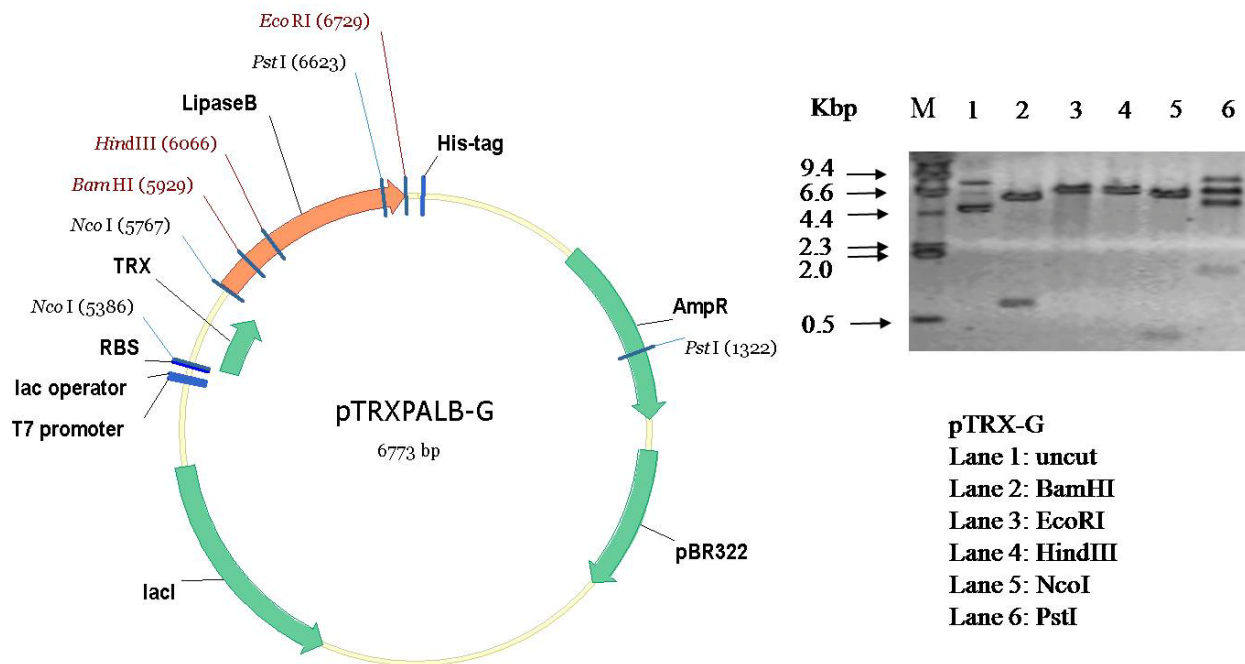 EcoRI (6729)
PstI (6623)
LipaseB
HindIII (6066)
BamHI (5929)
NcoI (5767)
TRX
NcoI (5386)
RBS
lac operator
T7 promoter
lacI
His-tag
AmpR
PstI (1322)
pBR322
pTRXPALB-G
6773 bp
Kbp M 1 2 3 4 5 6
9.4
6.6
4.4
2.3
2.0
0.5
pTRX-G
Lane 1: uncut
Lane 2: BamHI
Lane 3: EcoRI
Lane 4: HindIII
Lane 5: NcoI
Lane 6: PstI